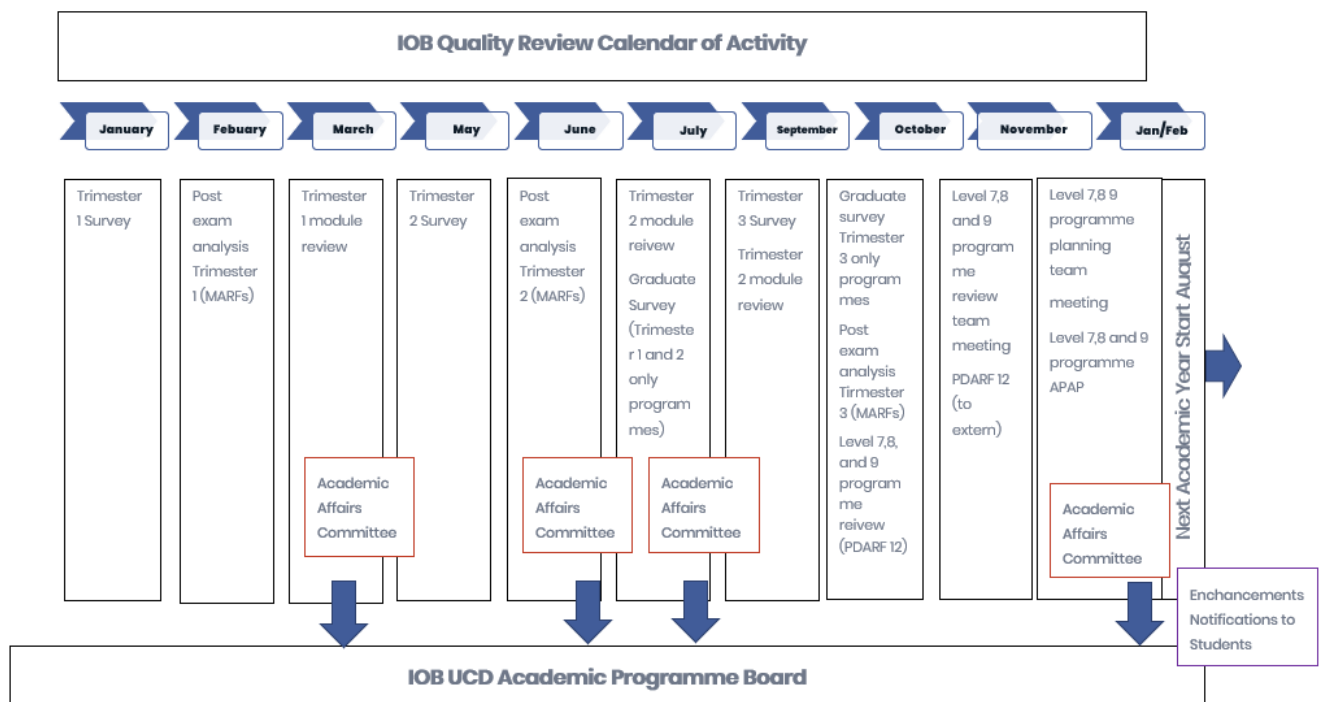 IOB Quality Review Calendar of Activity
January
Febuary
March
May
June
July
September
October
November
Jan/Feb
Trimester
1 Survey
Post
exam
analysis
Trimester
1 (MARFs)
Trimester
1 module
review
Trimester
2 Survey
Post
exam
analysis
Trimester
2 (MARFs)
Trimester
2 module
reivew
Graduate
Survey
(Trimeste
r 1 and 2
only
program
mes)
Trimester
3 Survey
Trimester
2 module
review
Graduate
survey
Trimester
3 only
program
mes
Post
exam
analysis
Tirmester
3 (MARFs)
Level 7,8,
and 9
program
me
reivew
(PDARF 12)
Level 7,8
and 9
program
me
review
team
meeting
PDARF 12
(to
extern)
Level 7,8 9
programme
planning
team
meeting
Level 7,8 and 9
programme
APAP
Next Academic Year Start August
Academic
Affairs
Committee
Academic
Affairs
Committee
Academic
Affairs
Committee
Academic
Affairs
Committee
Enchancements
Notifications to
Students
IOB UCD Academic Programme Board